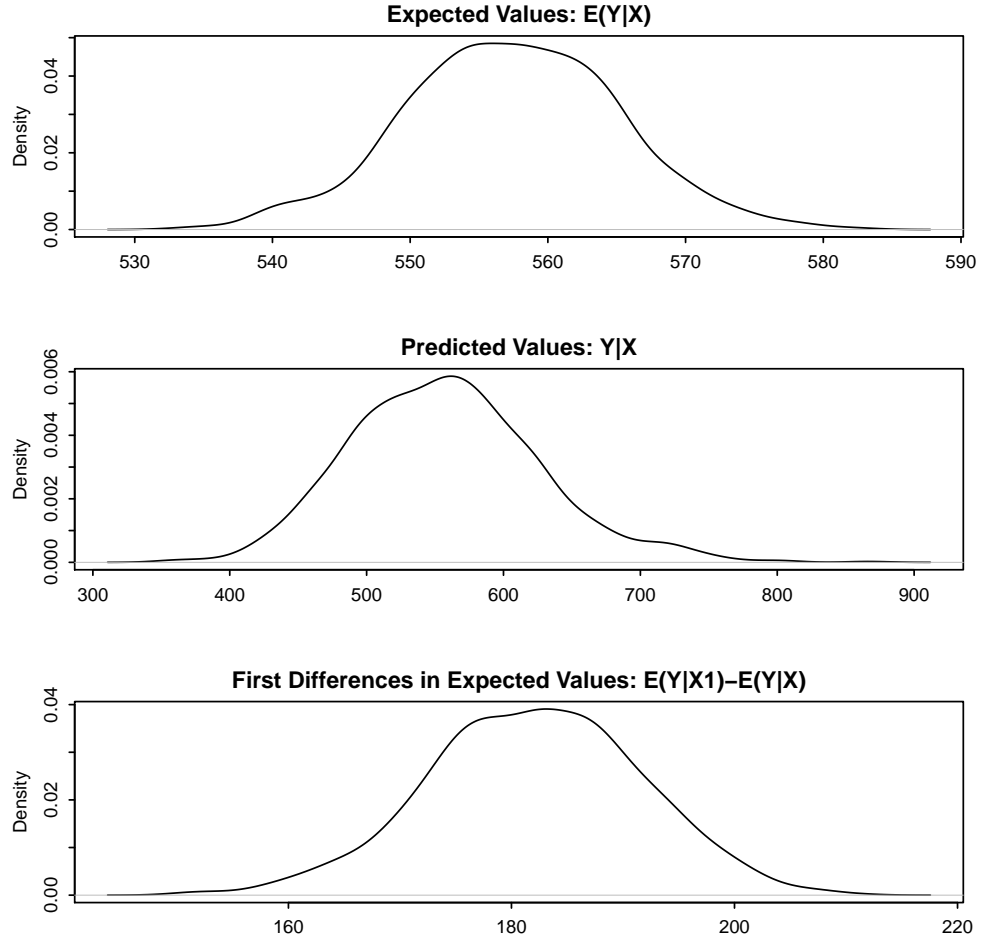 Expected Values: E(Y|X)
Density
0.00 0.02 0.04
530 540 550 560 570 580 590
Predicted Values: Y|X
Density
0.000 0.002 0.004 0.006
300 400 500 600 700 800 900
First Differences in Expected Values: E(Y|X1)−E(Y|X)
Density
0.00 0.02 0.04
160 180 200 220